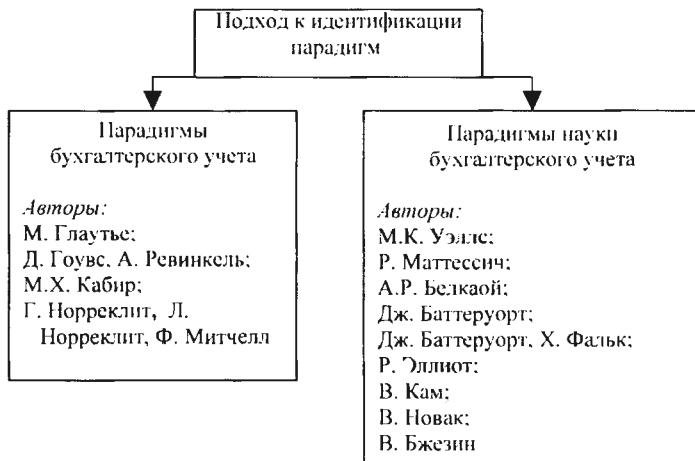 Подход к идентификации
парадигм
Парадигмы
бухгалтерского учета
Авторы:
М. Глаутье;
Д. Гоувс, А. Ревинкель;
М.Х. Кабир;
Г. Норреклит, Л.
Норреклит, Ф. Митчелл
Парадигмы науки
бухгалтерского учета
Авторы:
М.К. Уэллс;
Р. Маттессич;
А.Р. Белкаой;
Дж. Баттеруорт;
Дж. Баттеруорт, Х. Фальк;
Р. Эллиот;
В. Кам;
В. Новак;
В. Бжезин